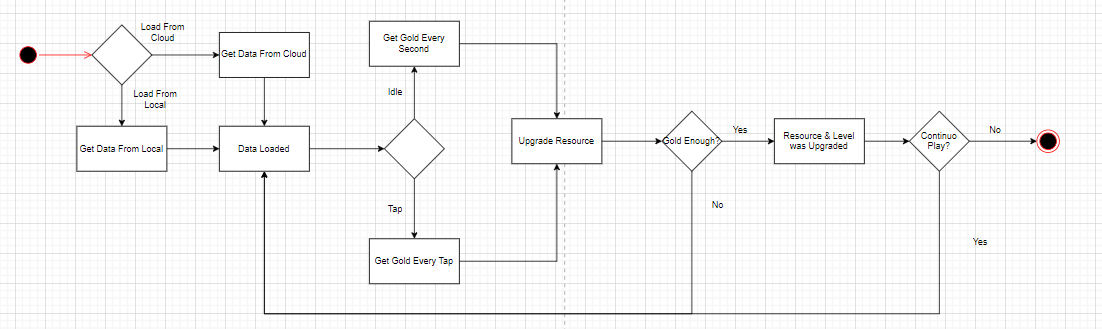 Load From
Cloud
Get Data From Cloud
Load From
Local
Get Data From Local
Data Loaded
Get Gold Every
Second
Idle
Tap
Get Gold Every Tap
Upgrade Resource
Gold Enough?
Yes
No
Resource & Level
was Upgraded
Continuo
Play?
No
Yes